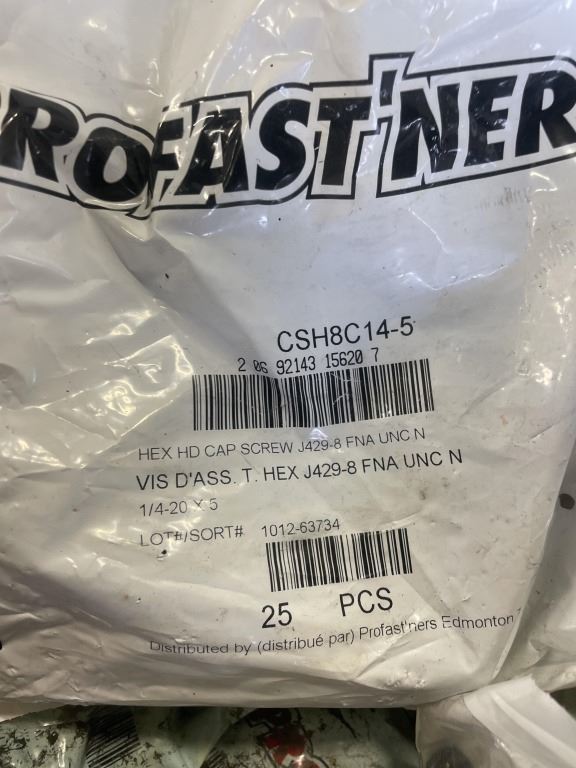 ROFAST'NER
CSH8C14-5
2 06 92143 15620 7
HEX HD CAP SCREW J429-8 FNA UNC N
VIS D'ASS. T. HEX J429-8 FNA UNC N
1/4-20 X 5
LOT#/SORT# 1012-63734
25 PCS
Distributed by (distribué par) Profast'ners Edmonton